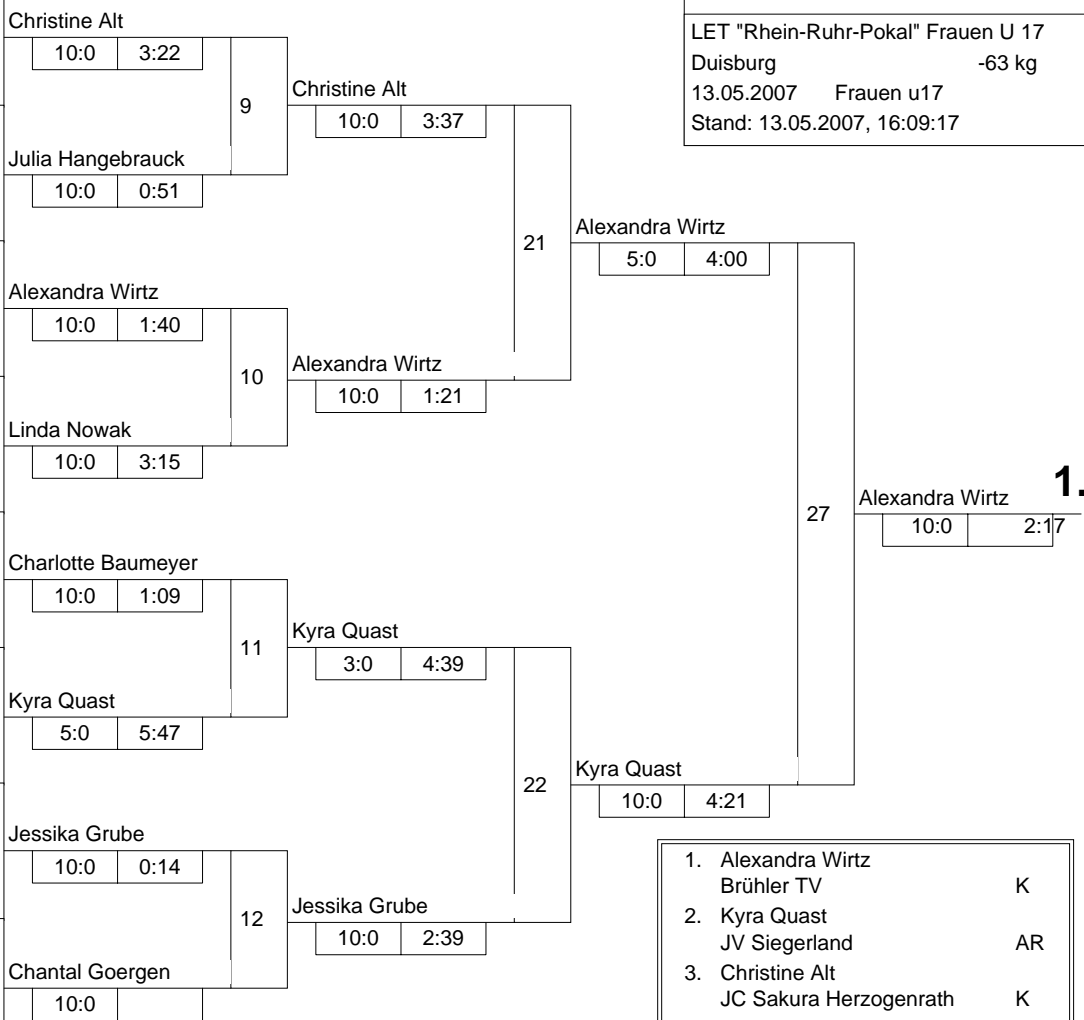 Christine Alt
10:0 3:22
9
Julia Hangebrauck
10:0 0:51
Alexandra Wirtz
10:0 1:40
10
Linda Nowak
10:0 3:15
Charlotte Baumeyer
10:0 1:09
11
Kyra Quast
5:0 5:47
Jessika Grube
10:0 0:14
12
Chantal Goergen
10:0
Christine Alt
10:0 3:37
21
Alexandra Wirtz
10:0 1:21
Kyra Quast
3:0 4:39
22
Jessika Grube
10:0 2:39
Alexandra Wirtz
5:0 4:00
27
Kyra Quast
10:0 4:21
Alexandra Wirtz 1.
10:0 2:17
LET "Rhein-Ruhr-Pokal" Frauen U 17
Duisburg -63 kg
13.05.2007 Frauen u17
Stand: 13.05.2007, 16:09:17
1. Alexandra Wirtz
Brühler TV K
2. Kyra Quast
JV Siegerland AR
3. Christine Alt
JC Sakura Herzogenrath K